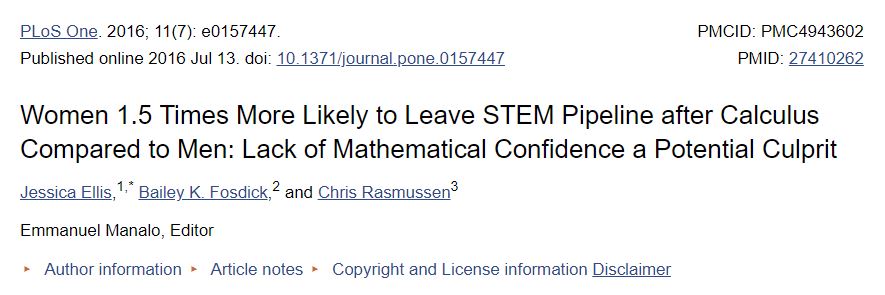 PLoS One. 2016; 11(7): e0157447. PMCID: PMC4943602
Published online 2016 Jul 13. doi: 10.1371/journal.pone.0157447 PMID: 27410262
Women 1.5 Times More Likely to Leave STEM Pipeline after Calculus
Compared to Men: Lack of Mathematical Confidence a Potential Culprit
Jessica Ellis,1,* Bailey K. Fosdick,2 and Chris Rasmussen3
Emmanuel Manalo, Editor
▸ Author information ▸ Article notes ▸ Copyright and License information Disclaimer